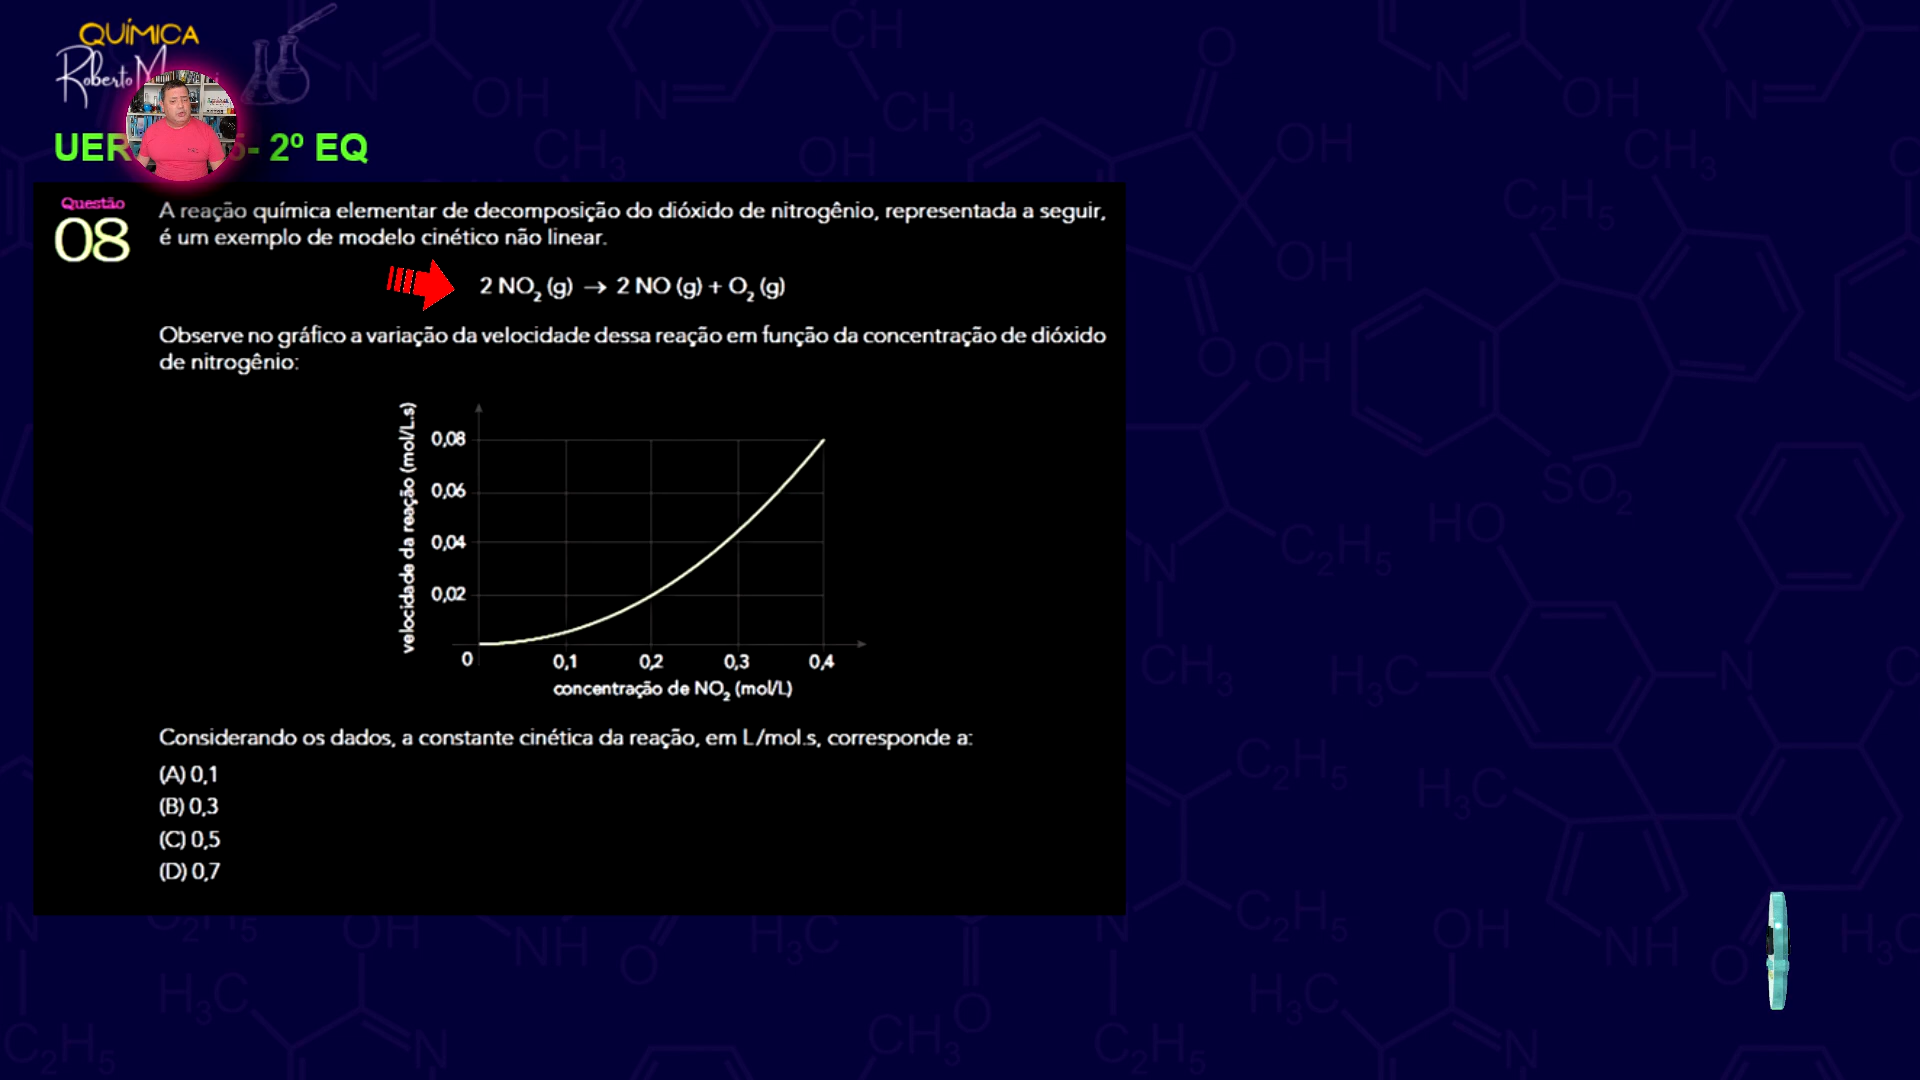 QUÍMICA
Roberto M
UER 5- 2º EQ
Questão
08
A reação química elementar de decomposição do dióxido de nitrogênio, representada a seguir,
é um exemplo de modelo cinético não linear.
2 NO₂ (g) → 2 NO (g) + O₂ (g)
Observe no gráfico a variação da velocidade dessa reação em função da concentração de dióxido
de nitrogênio:
velocidade da reação (mol/L.s)
0,08
0,06
0,04
0,02
0
0,1
0,2
0,3
0,4
concentração de NO₂ (mol/L)
Considerando os dados, a constante cinética da reação, em L/mol.s, corresponde a:
(A) 0,1
(B) 0,3
(C) 0,5
(D) 0,7